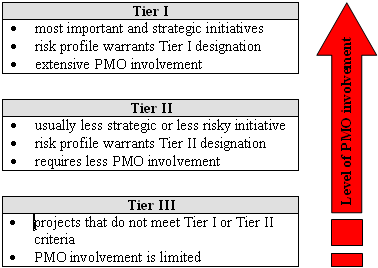 Tier I
• most important and strategic initiatives
• risk profile warrants Tier I designation
• extensive PMO involvement
Tier II
• usually less strategic or less risky initiative
• risk profile warrants Tier II designation
• requires less PMO involvement
Tier III
• projects that do not meet Tier I or Tier II
criteria
• PMO involvement is limited
Level of PMO involvement